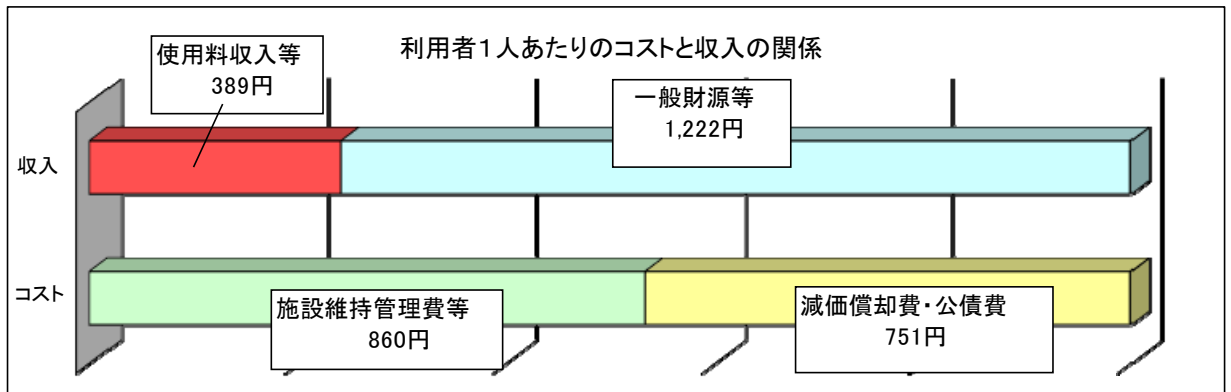 利用者１人あたりのコストと収入の関係
使用料収入等
389円
一般財源等
1,222円
収入
コスト
施設維持管理費等
860円
減価償却費・公債費
751円